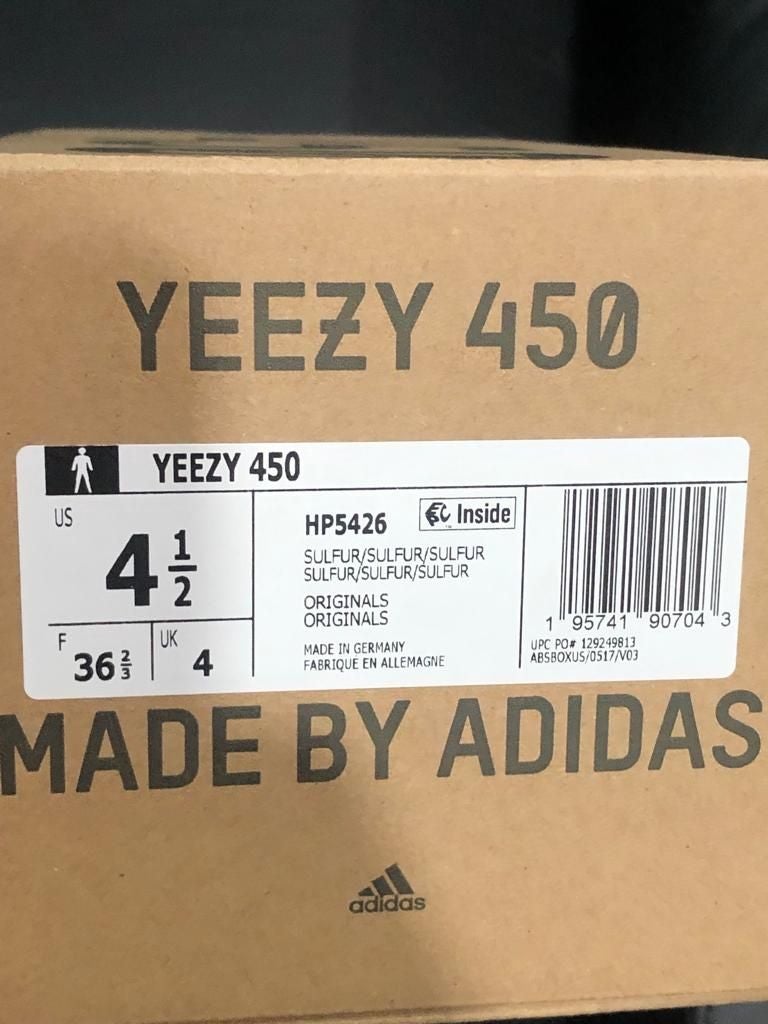 YEEZY 450
YEEZY 450
US
4 1/2
F
36 2/3
UK
4
HP5426
Inside
SULFUR/SULFUR/SULFUR
SULFUR/SULFUR/SULFUR
ORIGINALS
ORIGINALS
MADE IN GERMANY
FABRIQUE EN ALLEMAGNE
1 95741 90704 3
UPC PO# 129249813
ABSBOXUS/0517/V03
MADE BY ADIDAS
adidas